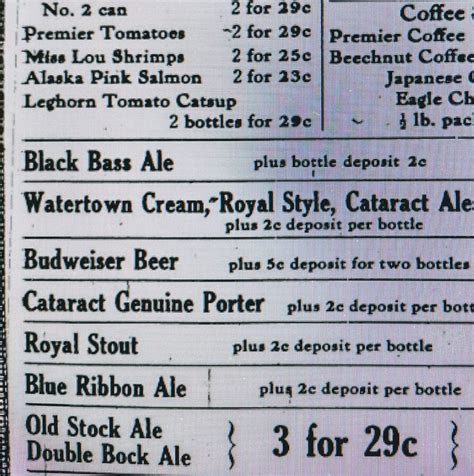 No. 2 can 2 for 29c
Premier Tomatoes 2 for 29c
Miss Lou Shrimps 2 for 25c
Alaska Pink Salmon 2 for 23c
Leghorn Tomato Catsup
2 bottles for 29c
Coffee
Premier Coffee
Beechnut Coffee
Japanese
Eagle Ch
½ lb. pac
Black Bass Ale plus bottle deposit 2c
Watertown Cream, Royal Style, Cataract Ale
plus 2c deposit per bottle
Budweiser Beer plus 5c deposit for two bottles
Cataract Genuine Porter plus 2c deposit per bott
Royal Stout plus 2c deposit per bottle
Blue Ribbon Ale plus 2c deposit per bottle
Old Stock Ale
Double Bock Ale
3 for 29c